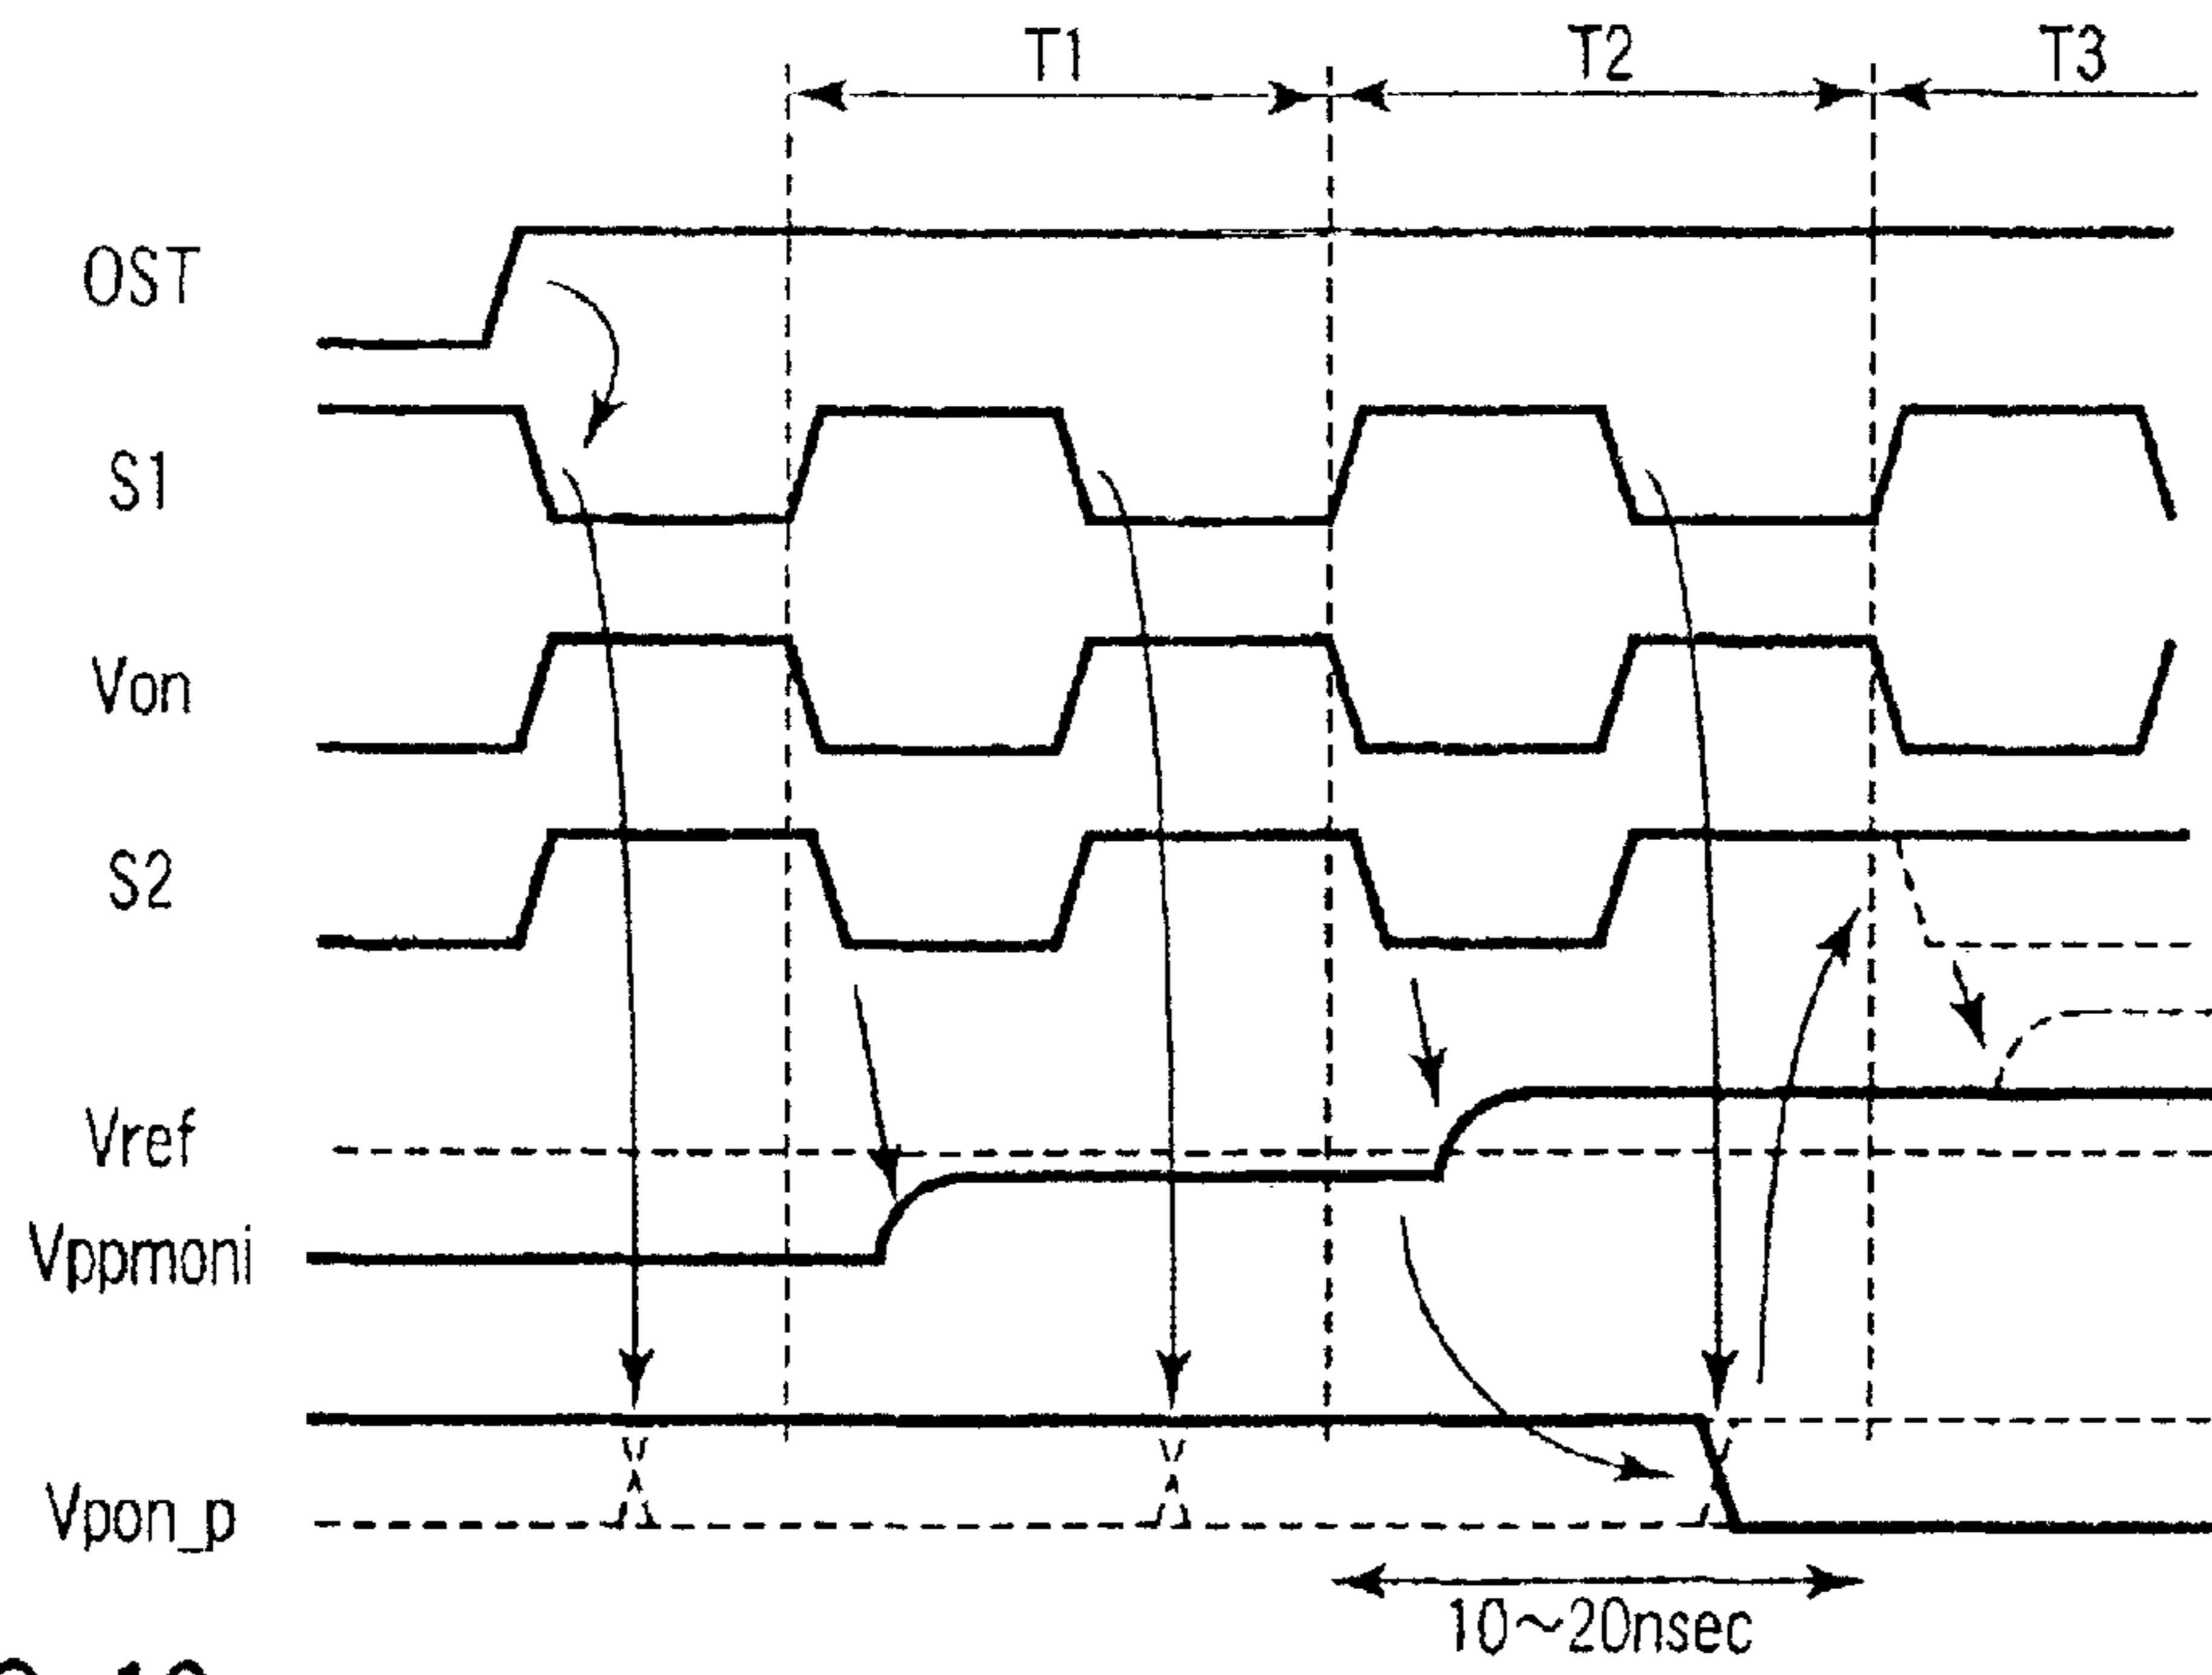 T1 T2 T3
OST
S1
Von
S2
Vref
Vppmoni
Vpon_p
10~20nsec